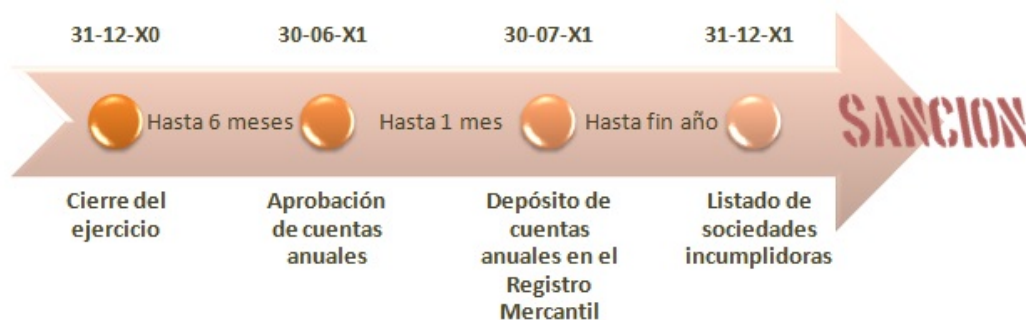 31-12-X0 30-06-X1 30-07-X1 31-12-X1
Hasta 6 meses Hasta 1 mes Hasta fin año SANCION
Cierre del
ejercicio
Aprobación
de cuentas
anuales
Depósito de
cuentas
anuales en el
Registro
Mercantil
Listado de
sociedades
incumplidoras